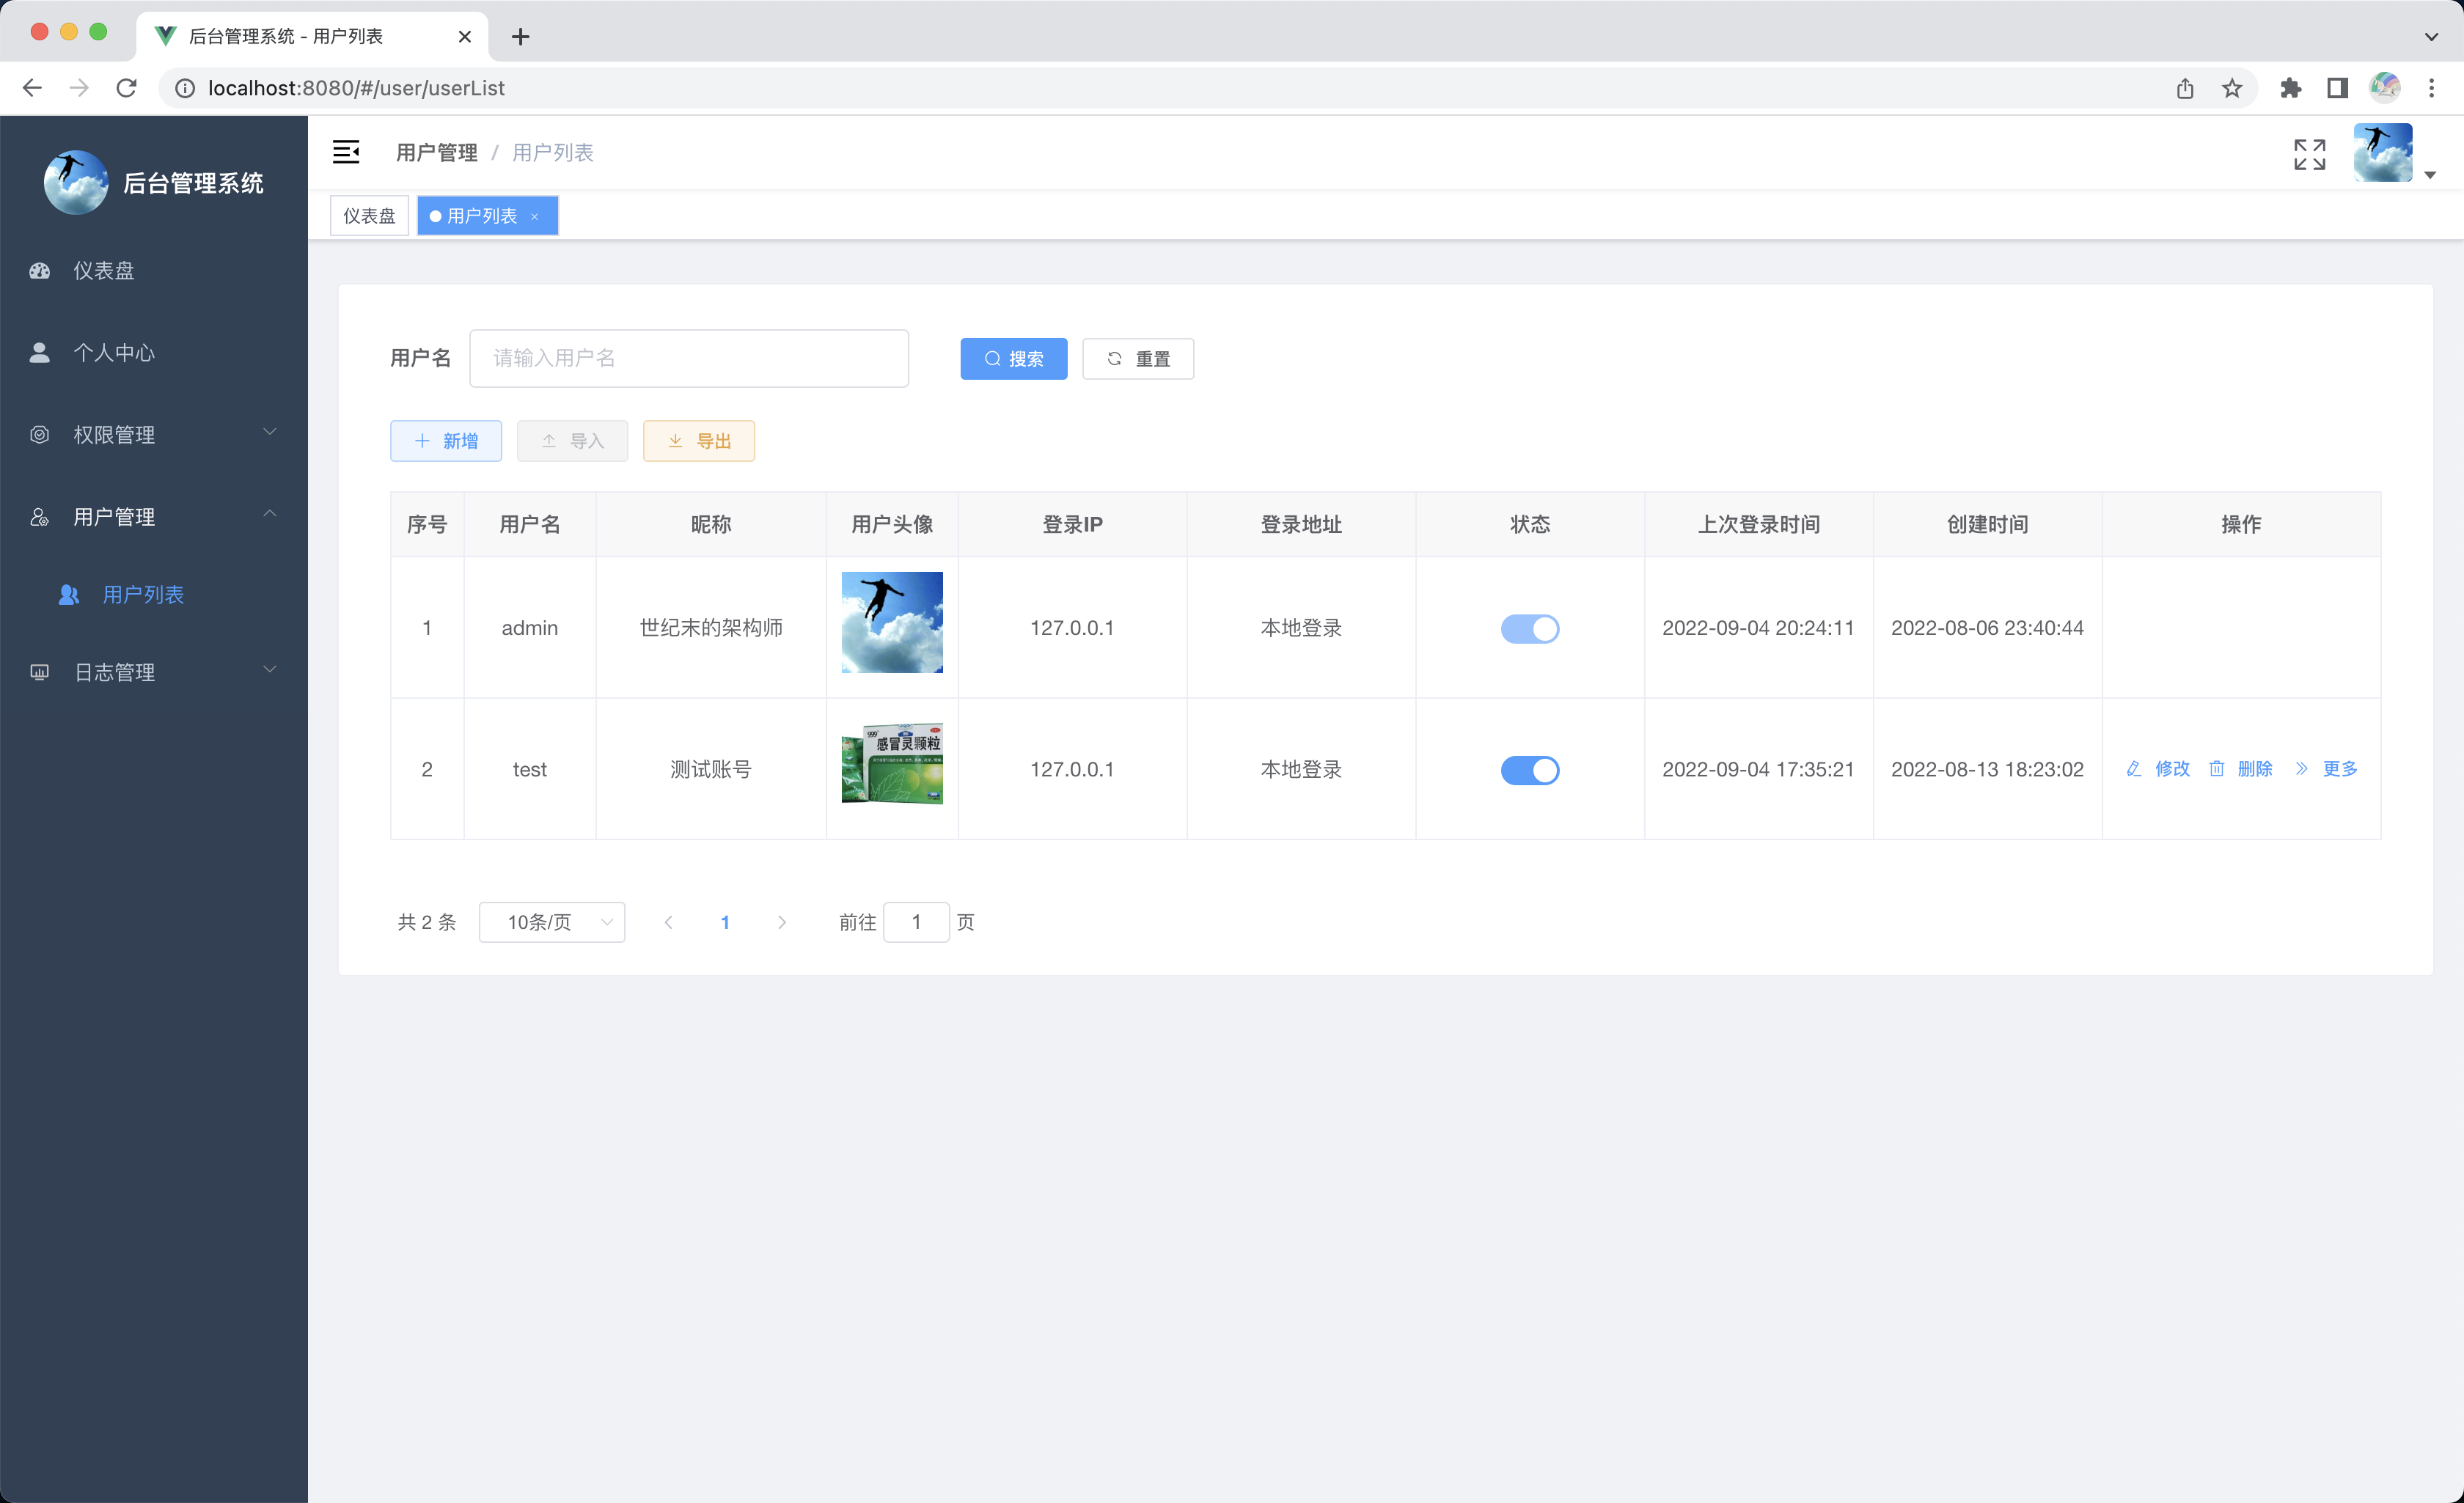 后台管理系统 - 用户列表
localhost:8080/#/user/userList
后台管理系统
仪表盘
个人中心
权限管理
用户管理
用户列表
日志管理
用户管理 / 用户列表
仪表盘
用户列表
用户名 请输入用户名 搜索 重置
新增 导入 导出
序号 用户名 昵称 用户头像 登录IP 登录地址 状态 上次登录时间 创建时间 操作
1 admin 世纪末的架构师 127.0.0.1 本地登录 2022-09-04 20:24:11 2022-08-06 23:40:44
999
感冒灵颗粒
2 test 测试账号 127.0.0.1 本地登录 2022-09-04 17:35:21 2022-08-13 18:23:02 修改 删除 更多
共 2 条 10条/页 1 前往 1 页